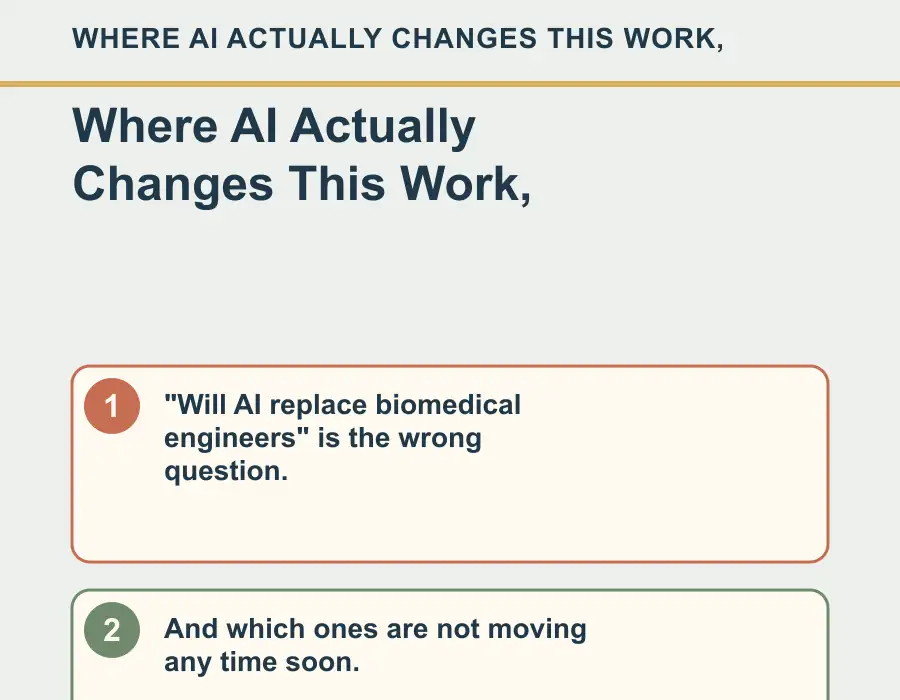 WHERE AI ACTUALLY CHANGES THIS WORK,
Where AI Actually
Changes This Work,
1
"Will AI replace biomedical
engineers" is the wrong
question.
2
And which ones are not moving
any time soon.